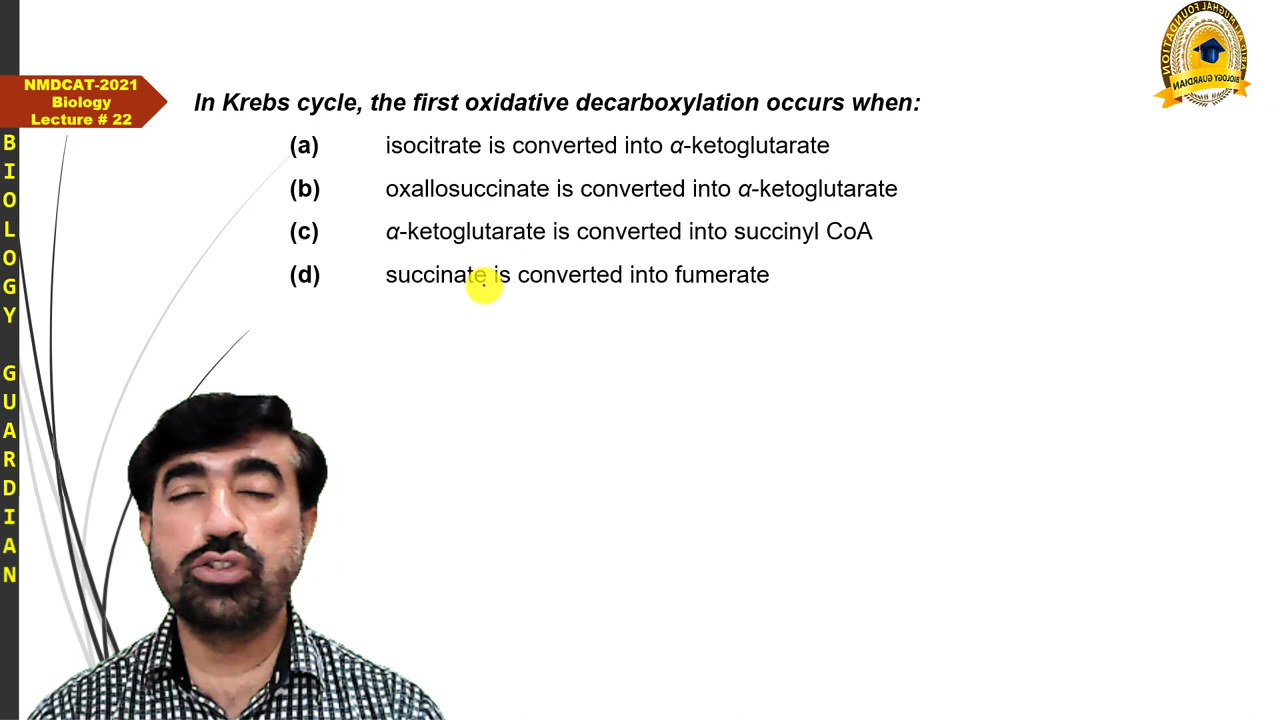 NMDCAT-2021
Biology
Lecture # 22
BIOLOGY GUARDIAN
In Krebs cycle, the first oxidative decarboxylation occurs when:
(a) isocitrate is converted into α-ketoglutarate
(b) oxallosuccinate is converted into α-ketoglutarate
(c) α-ketoglutarate is converted into succinyl CoA
(d) succinate is converted into fumerate
BIOLOGY GUARDIAN